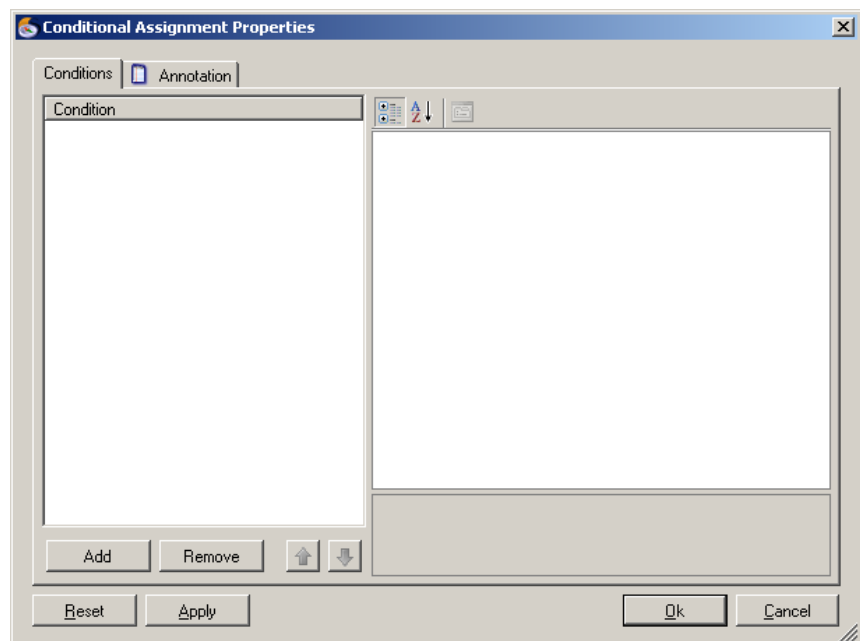 Conditional Assignment Properties
Conditions Annotation
Condition
A
Z
Add Remove
Reset Apply Ok Cancel